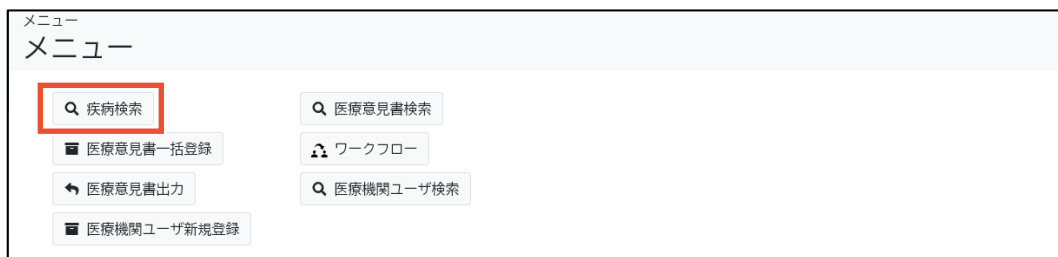 メニュー
メニュー
疾病検索
医療意見書検索
医療意見書一括登録
ワークフロー
医療意見書出力
医療機関ユーザ検索
医療機関ユーザ新規登録